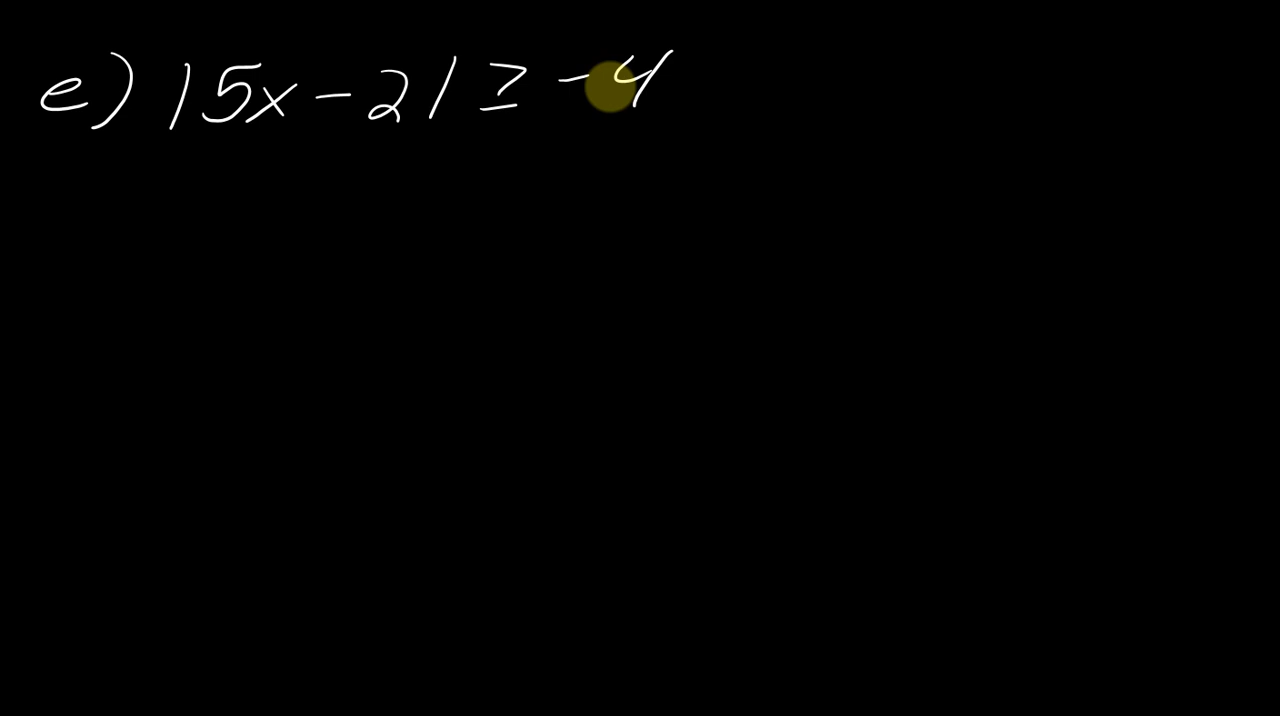 e) |5x - 2| ≥ -4